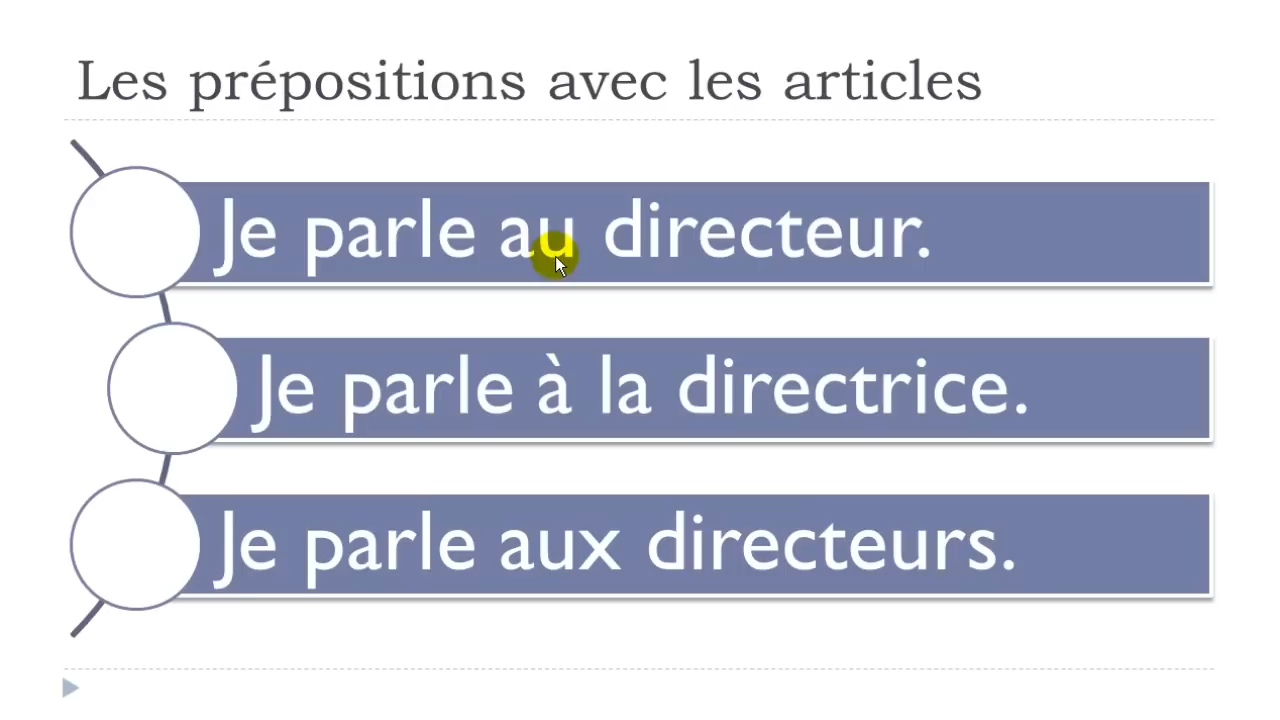 Les prépositions avec les articles
Je parle au directeur.
Je parle à la directrice.
Je parle aux directeurs.